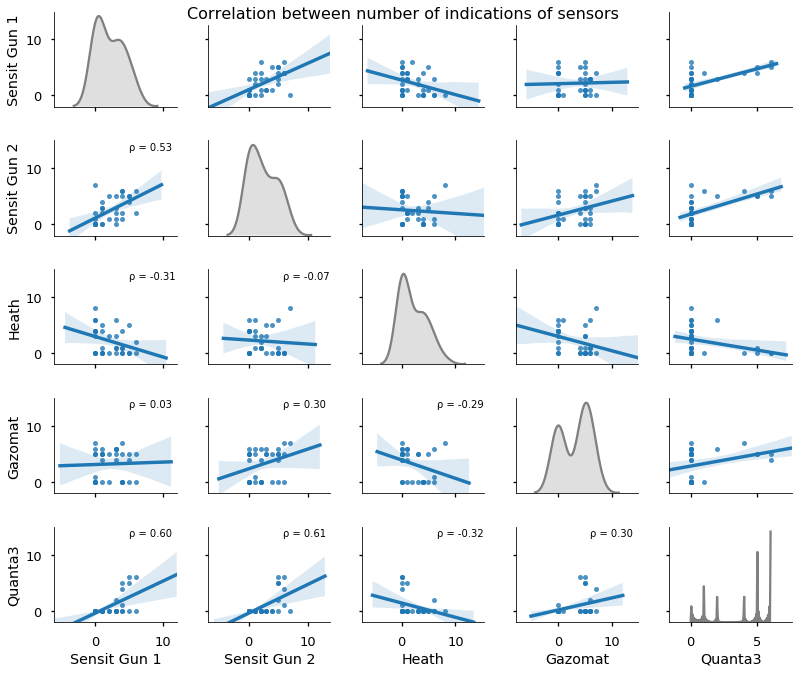 Correlation between number of indications of sensors
Sensit Gun 1
10
0
Sensit Gun 2
10
0
ρ = 0.53
Heath
10
0
ρ = -0.31
ρ = -0.07
Gazomat
10
0
ρ = 0.03
ρ = 0.30
ρ = -0.29
Quanta3
10
0
ρ = 0.60
ρ = 0.61
ρ = -0.32
ρ = 0.30
0 10 0 10 0 10 0 10 0 5
Sensit Gun 1 Sensit Gun 2 Heath Gazomat Quanta3